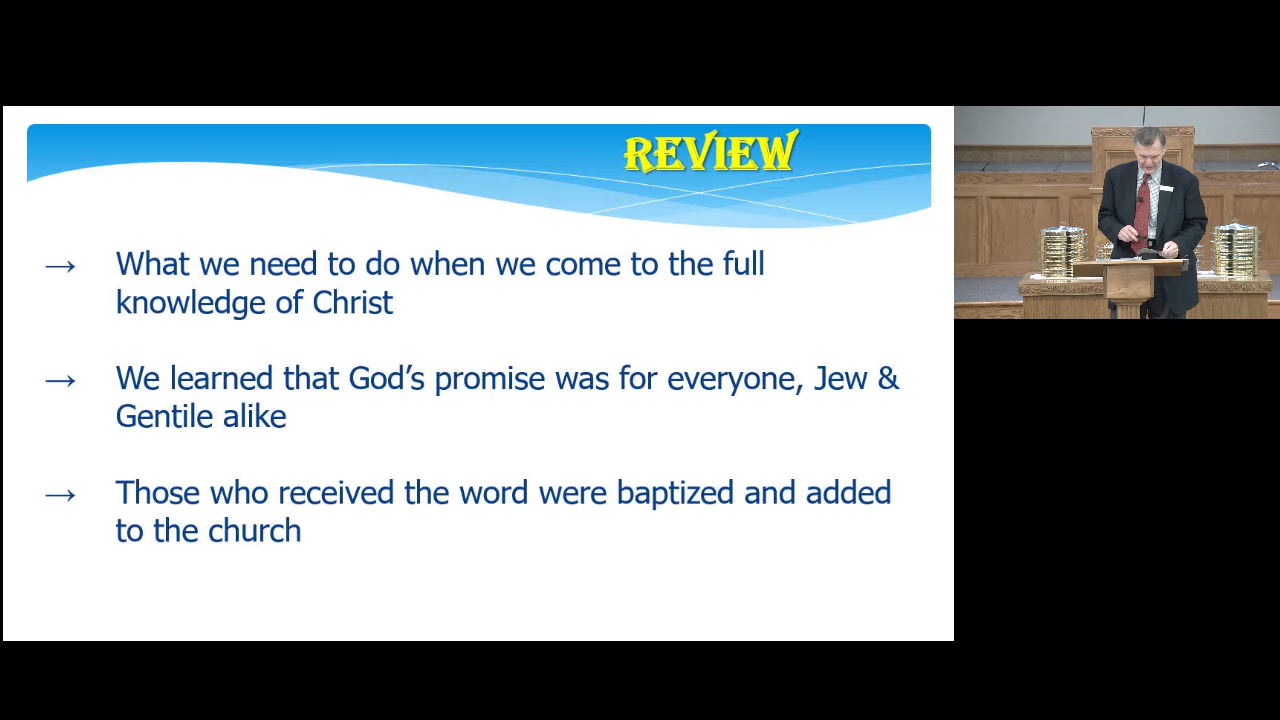 REVIEW
→ What we need to do when we come to the full
knowledge of Christ
→ We learned that God’s promise was for everyone, Jew &
Gentile alike
→ Those who received the word were baptized and added
to the church